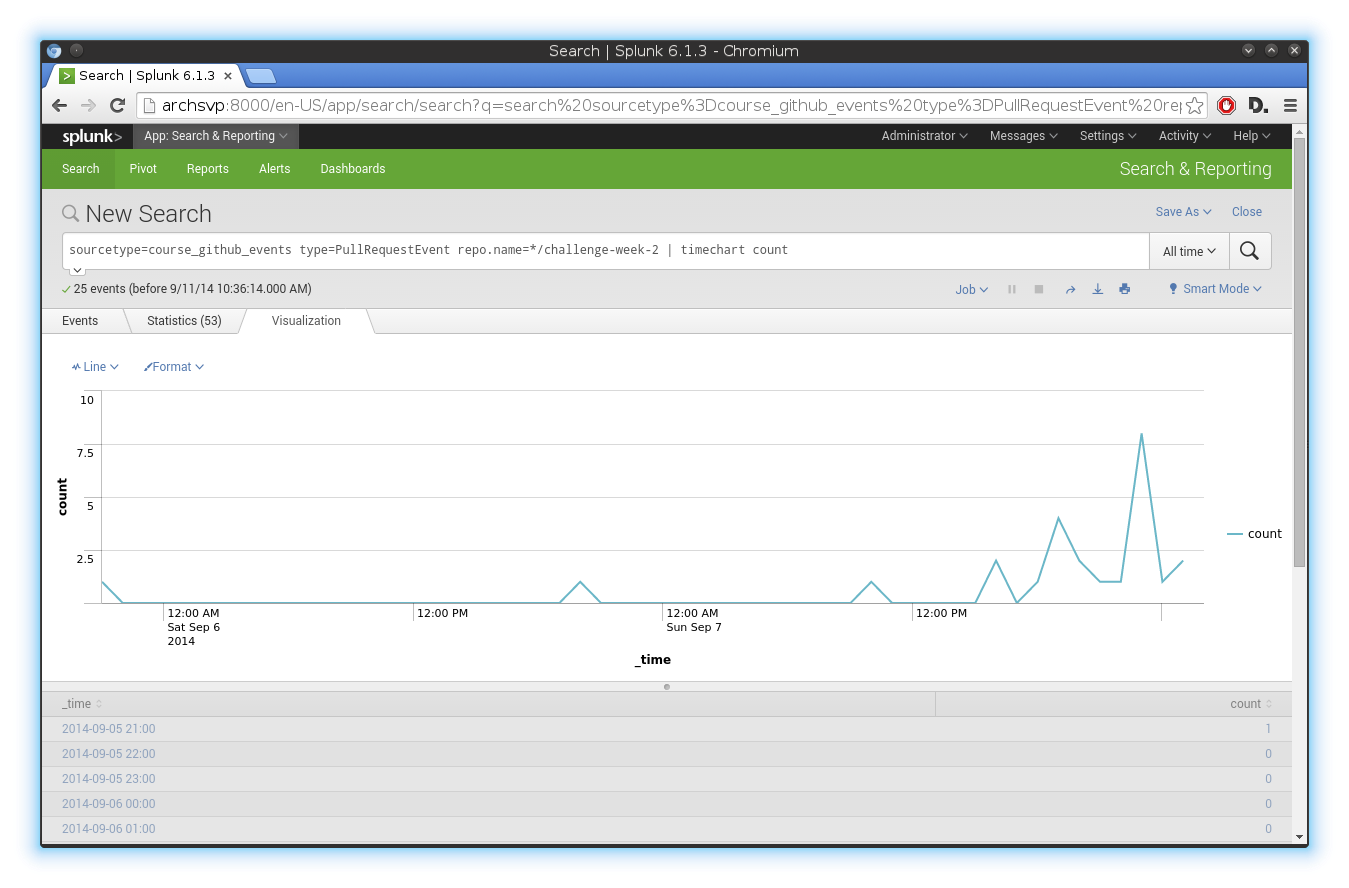 Search | Splunk 6.1.3 - Chromium
Search | Splunk 6.1.3
archsvp:8000/en-US/app/search/search?q=search%20sourcetype%3Dcourse_github_events%20type%3DPullRequestEvent%20rep
D.
splunk> App: Search & Reporting Administrator Messages Settings Activity Help
Search Pivot Reports Alerts Dashboards Search & Reporting
New Search Save As Close
sourcetype=course_github_events type=PullRequestEvent repo.name=*/challenge-week-2 | timechart count All time
25 events (before 9/11/14 10:36:14.000 AM) Job Smart Mode
Events Statistics (53) Visualization
Line Format
10
7.5
5
2.5
count
count
12:00 AM 12:00 PM 12:00 AM 12:00 PM
Sat Sep 6 Sun Sep 7
2014
_time
_time count
2014-09-05 21:00 1
2014-09-05 22:00 0
2014-09-05 23:00 0
2014-09-06 00:00 0
2014-09-06 01:00 0